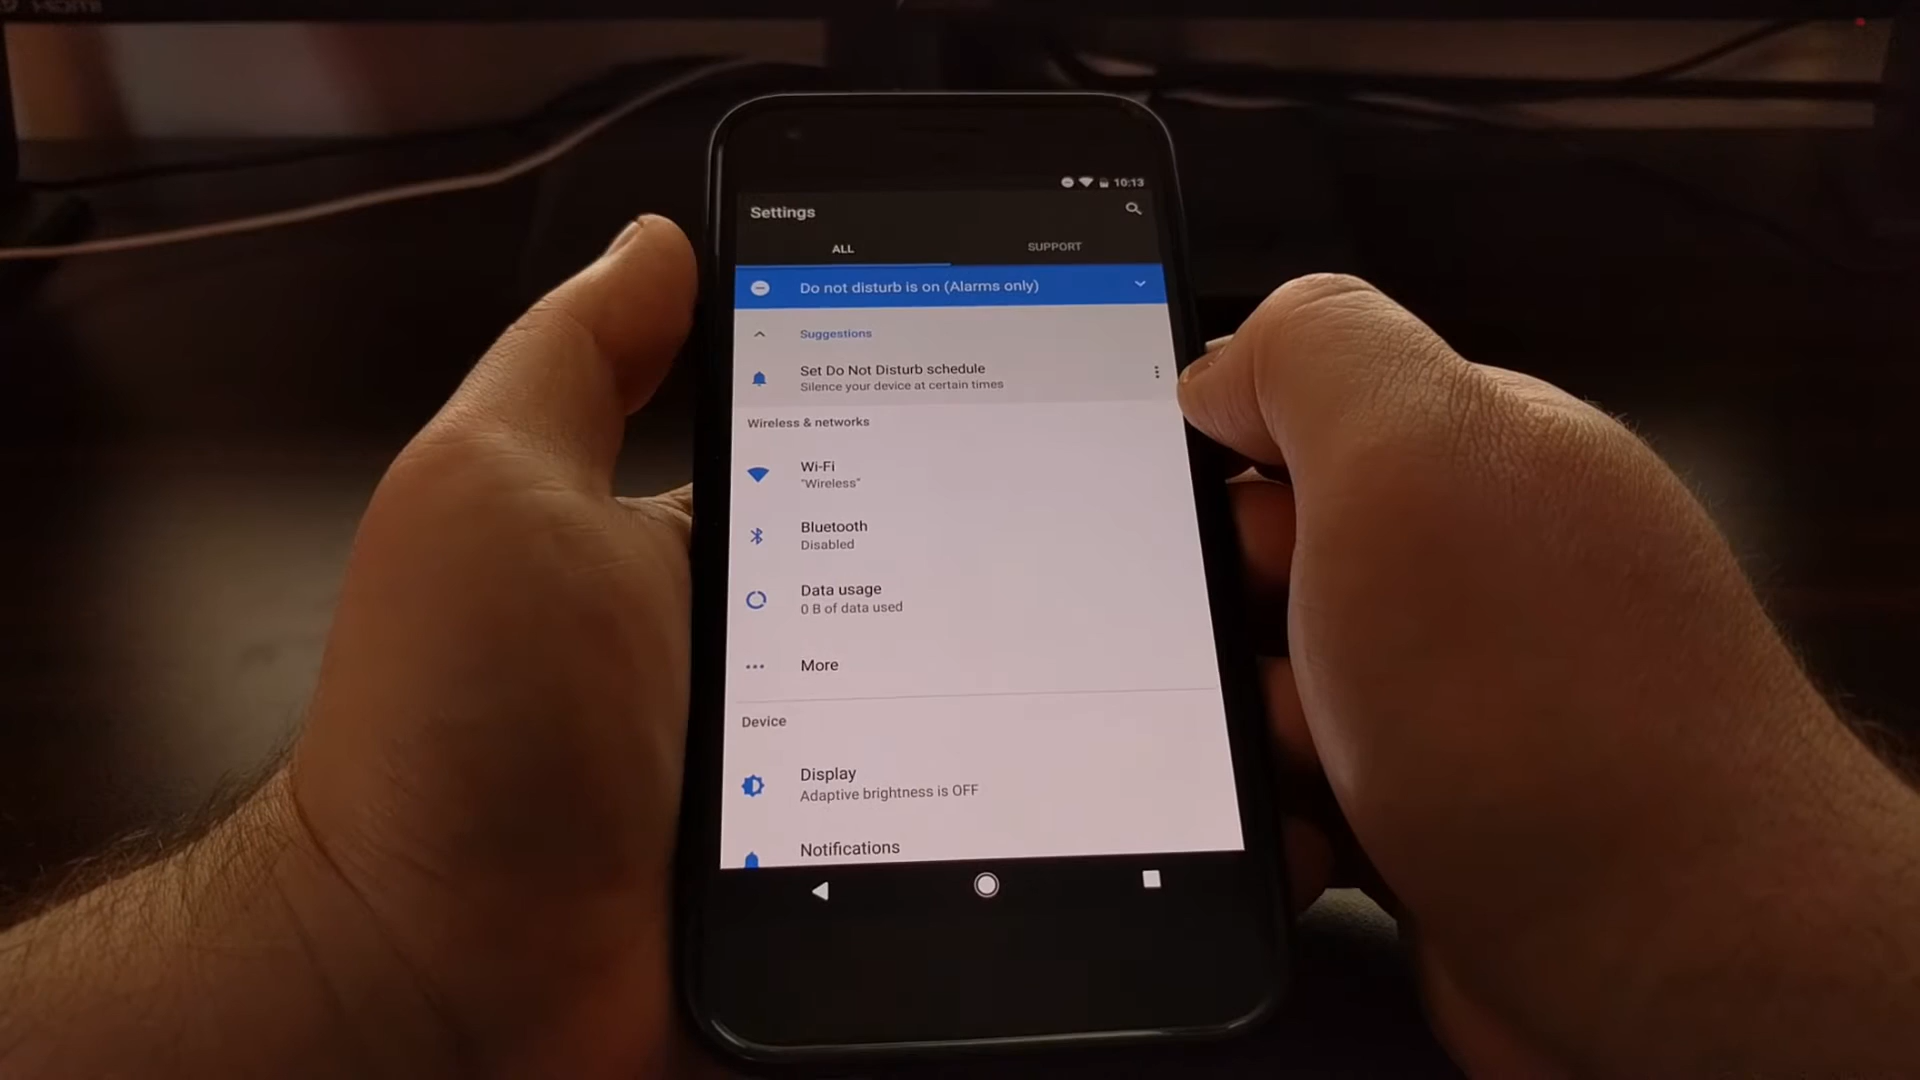 HDMI
10:13
Settings
ALL
SUPPORT
Do not disturb is on (Alarms only)
Suggestions
Set Do Not Disturb schedule
Silence your device at certain times
Wireless & networks
Wi-Fi
"Wireless"
Bluetooth
Disabled
Data usage
0 B of data used
More
Device
Display
Adaptive brightness is OFF
Notifications